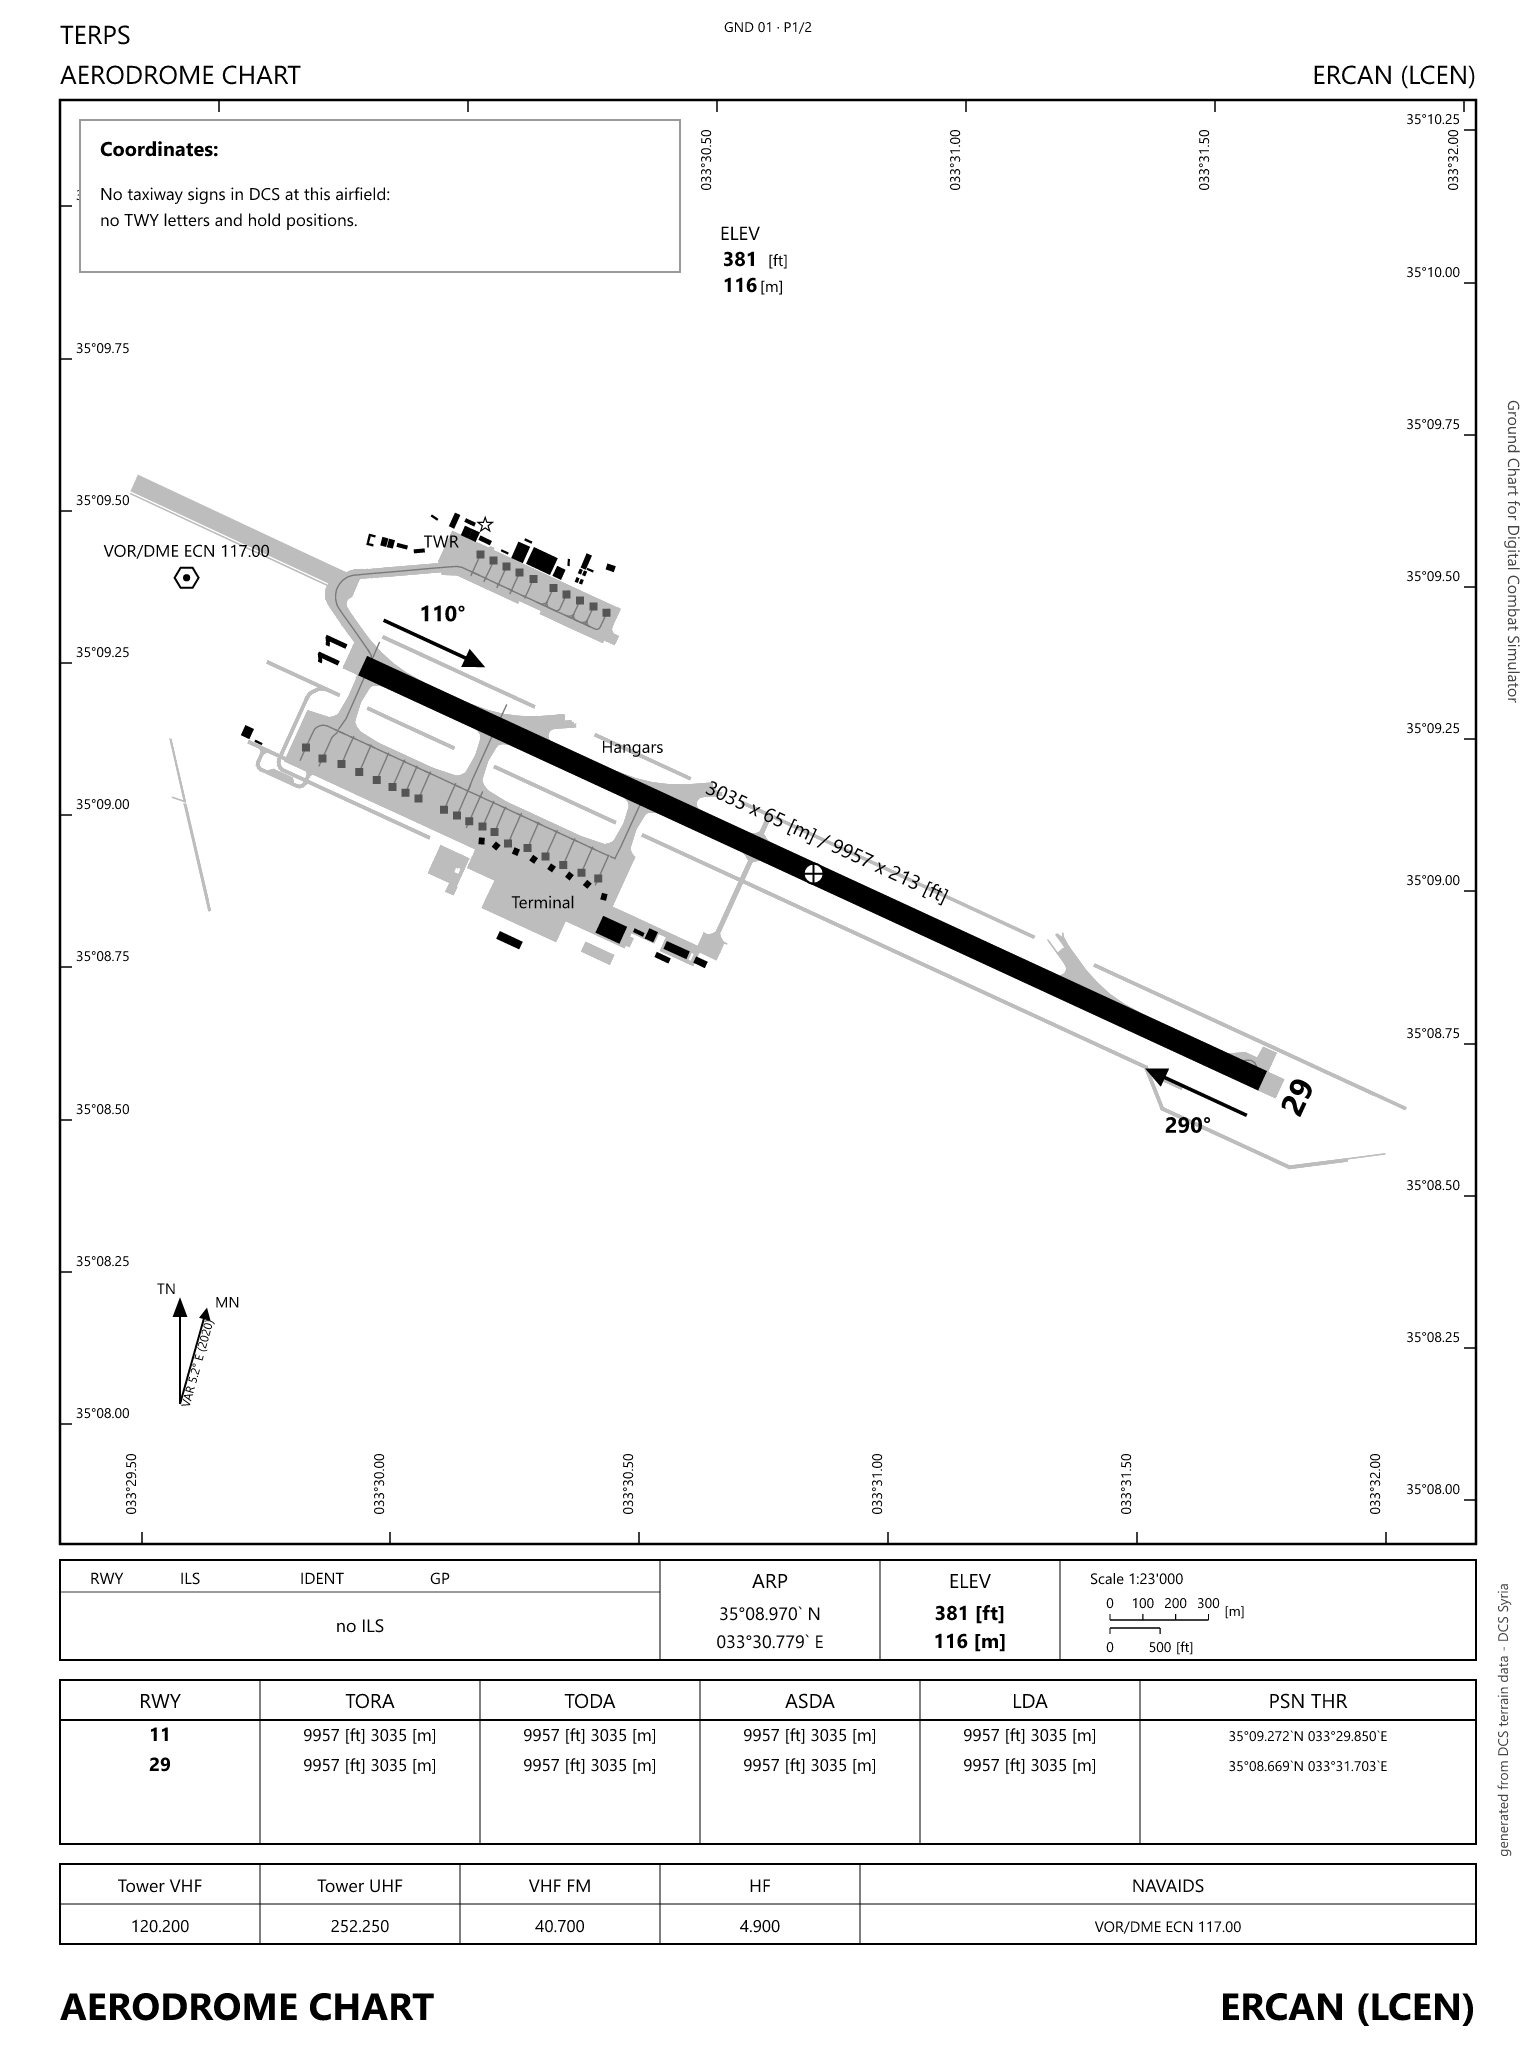 GND 01 · P1/2
TERPS
AERODROME CHART
ERCAN (LCEN)
Coordinates:
No taxiway signs in DCS at this airfield:
no TWY letters and hold positions.
033°30.50
033°31.00
033°31.50
033°32.00
35°10.25
ELEV
381 [ft]
116 [m]
35°10.00
35°09.75
35°09.75
35°09.50
35°09.50
VOR/DME ECN 117.00
TWR
110°
11
35°09.25
35°09.25
Hangars
3035 x 65 [m] / 9957 x 213 [ft]
35°09.00
35°09.00
Terminal
35°08.75
35°08.75
35°08.50
29
290°
35°08.50
35°08.25
TN
MN
VAR 5.2° E (2020)
35°08.25
35°08.00
35°08.00
033°29.50
033°30.00
033°30.50
033°31.00
033°31.50
033°32.00
Ground Chart for Digital Combat Simulator
RWY ILS IDENT GP
no ILS
ARP
35°08.970` N
033°30.779` E
ELEV
381 [ft]
116 [m]
Scale 1:23'000
0 100 200 300 [m]
0 500 [ft]
RWY TORA TODA ASDA LDA PSN THR
11 9957 [ft] 3035 [m] 9957 [ft] 3035 [m] 9957 [ft] 3035 [m] 9957 [ft] 3035 [m] 35°09.272`N 033°29.850`E
29 9957 [ft] 3035 [m] 9957 [ft] 3035 [m] 9957 [ft] 3035 [m] 9957 [ft] 3035 [m] 35°08.669`N 033°31.703`E
generated from DCS terrain data - DCS Syria
Tower VHF Tower UHF VHF FM HF NAVAIDS
120.200 252.250 40.700 4.900 VOR/DME ECN 117.00
AERODROME CHART
ERCAN (LCEN)